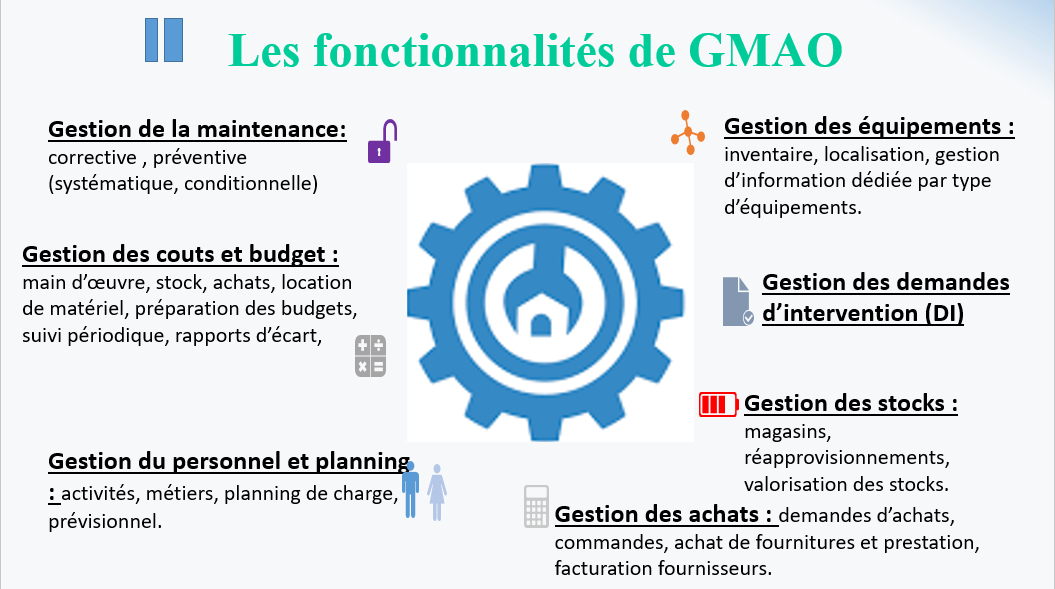 Les fonctionnalités de GMAO
Gestion de la maintenance:
corrective , préventive
(systématique, conditionnelle)
Gestion des couts et budget :
main d’œuvre, stock, achats, location
de matériel, préparation des budgets,
suivi périodique, rapports d’écart,
Gestion du personnel et planning
: activités, métiers, planning de charge,
prévisionnel.
Gestion des équipements :
inventaire, localisation, gestion
d’information dédiée par type
d’équipements.
Gestion des demandes
d’intervention (DI)
Gestion des stocks :
magasins,
réapprovisionnements,
valorisation des stocks.
Gestion des achats : demandes d’achats,
commandes, achat de fournitures et prestation,
facturation fournisseurs.